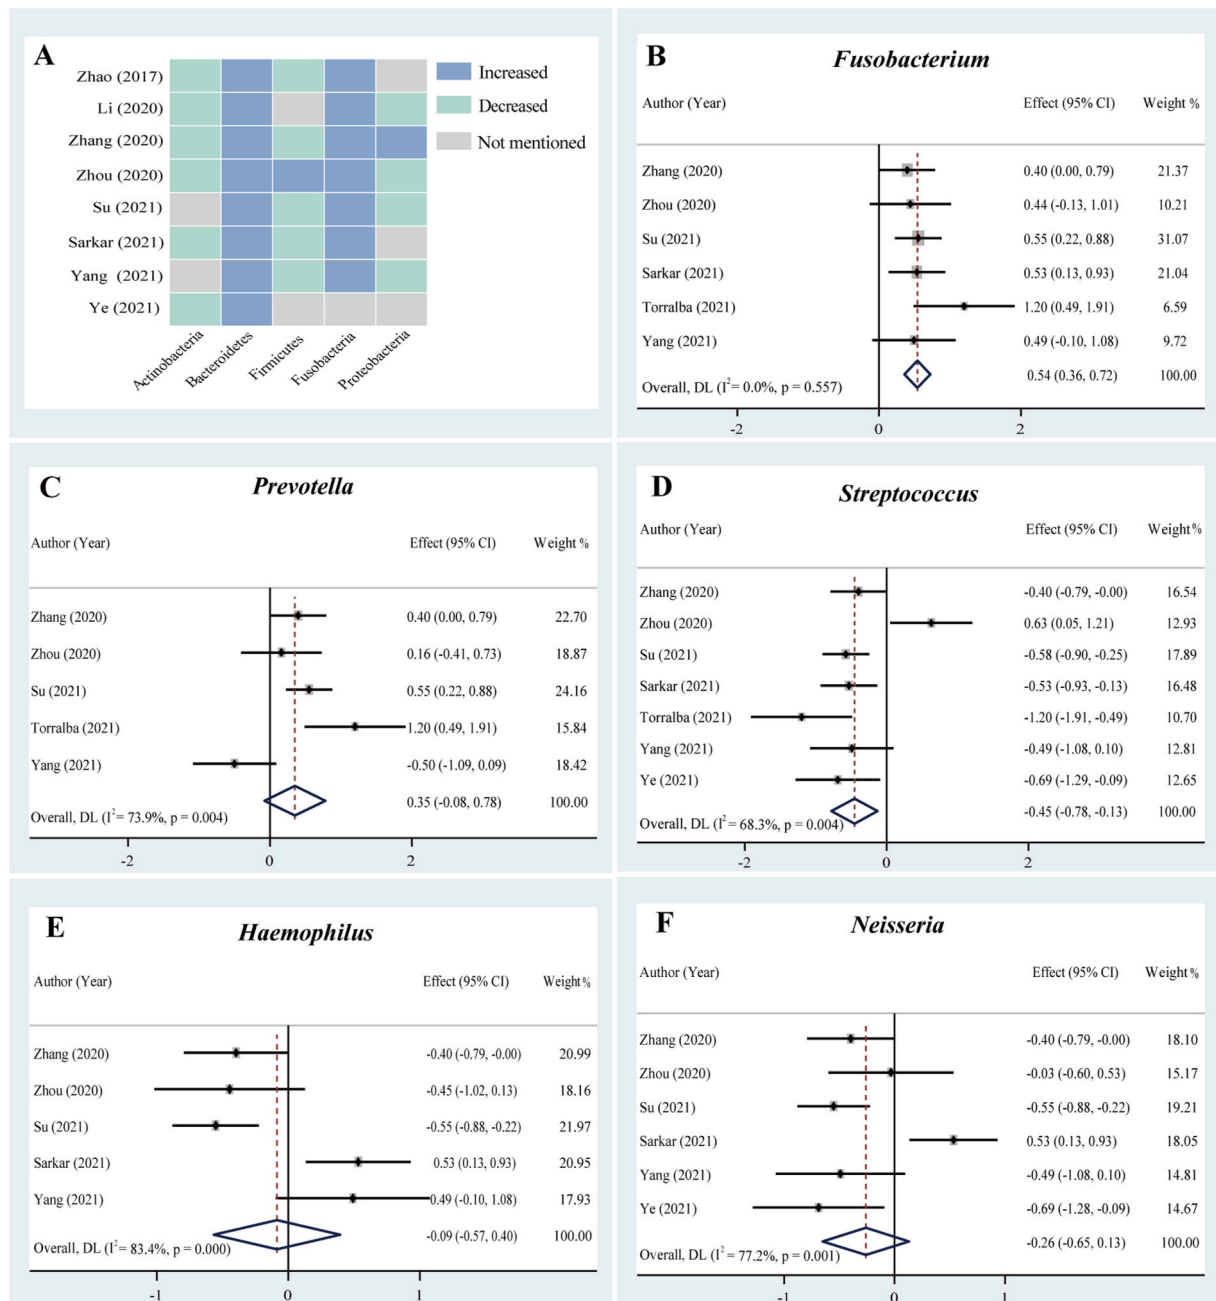 A
Zhao (2017)
Li (2020)
Zhang (2020)
Zhou (2020)
Su (2021)
Sarkar (2021)
Yang (2021)
Ye (2021)
Actinobacteria
Bacteroidetes
Firmicutes
Fusobacteria
Proteobacteria
Increased
Decreased
Not mentioned
B
Fusobacterium
Author (Year) Effect (95% CI) Weight %
Zhang (2020) 0.40 (0.00, 0.79) 21.37
Zhou (2020) 0.44 (-0.13, 1.01) 10.21
Su (2021) 0.55 (0.22, 0.88) 31.07
Sarkar (2021) 0.53 (0.13, 0.93) 21.04
Torralba (2021) 1.20 (0.49, 1.91) 6.59
Yang (2021) 0.49 (-0.10, 1.08) 9.72
Overall, DL (I²= 0.0%, p = 0.557) 0.54 (0.36, 0.72) 100.00
-2 0 2
C
Prevotella
Author (Year) Effect (95% CI) Weight %
Zhang (2020) 0.40 (0.00, 0.79) 22.70
Zhou (2020) 0.16 (-0.41, 0.73) 18.87
Su (2021) 0.55 (0.22, 0.88) 24.16
Torralba (2021) 1.20 (0.49, 1.91) 15.84
Yang (2021) -0.50 (-1.09, 0.09) 18.42
Overall, DL (I²= 73.9%, p = 0.004) 0.35 (-0.08, 0.78) 100.00
-2 0 2
D
Streptococcus
Author (Year) Effect (95% CI) Weight %
Zhang (2020) -0.40 (-0.79, -0.00) 16.54
Zhou (2020) 0.63 (0.05, 1.21) 12.93
Su (2021) -0.58 (-0.90, -0.25) 17.89
Sarkar (2021) -0.53 (-0.93, -0.13) 16.48
Torralba (2021) -1.20 (-1.91, -0.49) 10.70
Yang (2021) -0.49 (-1.08, 0.10) 12.81
Ye (2021) -0.69 (-1.29, -0.09) 12.65
Overall, DL (I²= 68.3%, p = 0.004) -0.45 (-0.78, -0.13) 100.00
-2 0 2
E
Haemophilus
Author (Year) Effect (95% CI) Weight%
Zhang (2020) -0.40 (-0.79, -0.00) 20.99
Zhou (2020) -0.45 (-1.02, 0.13) 18.16
Su (2021) -0.55 (-0.88, -0.22) 21.97
Sarkar (2021) 0.53 (0.13, 0.93) 20.95
Yang (2021) 0.49 (-0.10, 1.08) 17.93
Overall, DL (I²= 83.4%, p = 0.000) -0.09 (-0.57, 0.40) 100.00
-1 0 1
F
Neisseria
Author (Year) Effect (95% CI) Weight%
Zhang (2020) -0.40 (-0.79, -0.00) 18.10
Zhou (2020) -0.03 (-0.60, 0.53) 15.17
Su (2021) -0.55 (-0.88, -0.22) 19.21
Sarkar (2021) 0.53 (0.13, 0.93) 18.05
Yang (2021) -0.49 (-1.08, 0.10) 14.81
Ye (2021) -0.69 (-1.28, -0.09) 14.67
Overall, DL (I²= 77.2%, p = 0.001) -0.26 (-0.65, 0.13) 100.00
-1 0 1